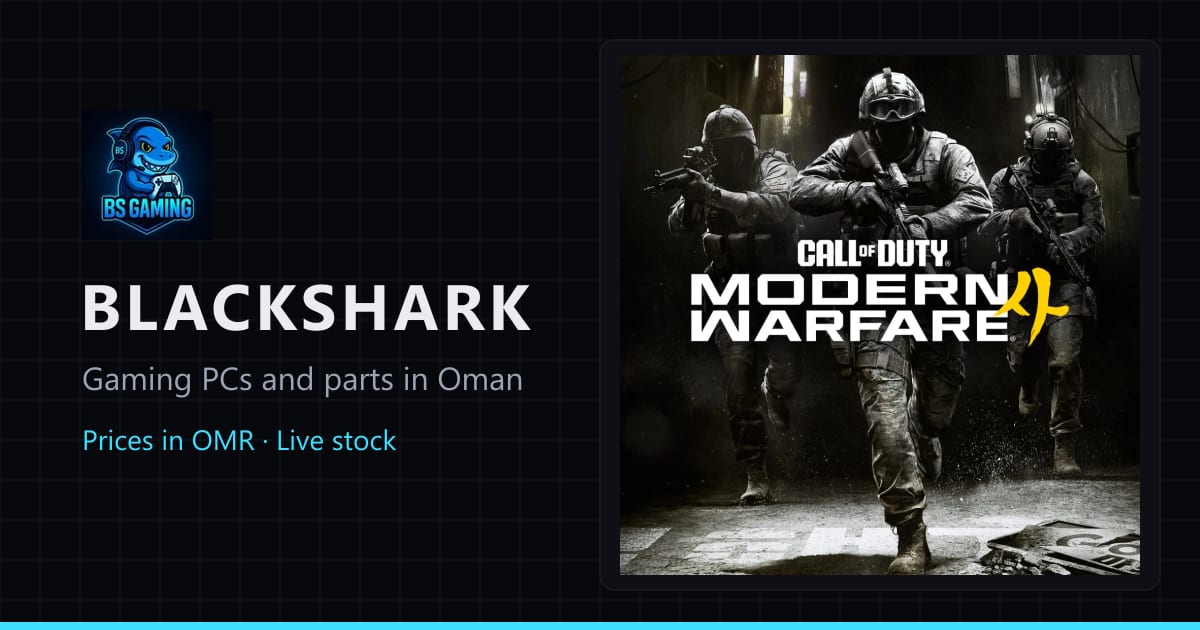 BS
BS GAMING
BLACKSHARK
Gaming PCs and parts in Oman
Prices in OMR · Live stock
CALL OF DUTY®
MODERN 사
WARFARE®